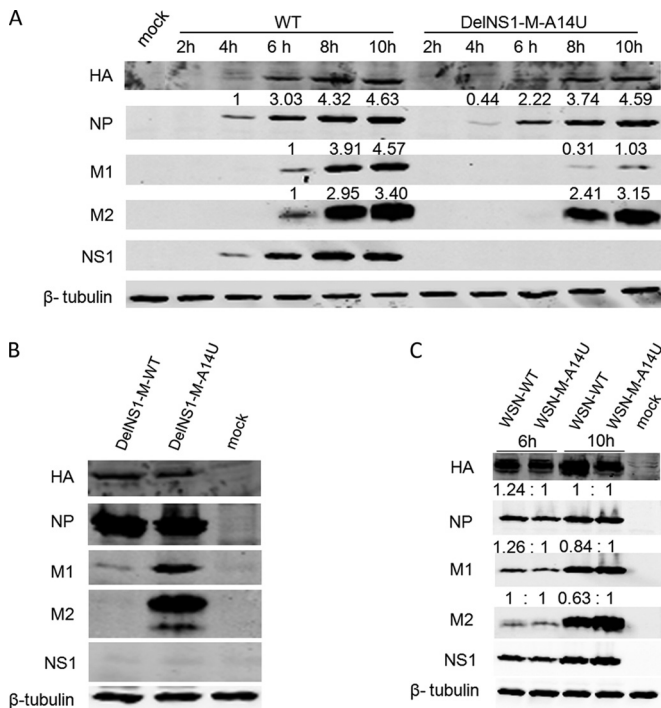 A
mock
WT
DelNS1-M-A14U
2h 4h 6 h 8h 10h 2h 4h 6 h 8h 10h
HA
1 3.03 4.32 4.63 0.44 2.22 3.74 4.59
NP
1 3.91 4.57 0.31 1.03
M1
1 2.95 3.40 2.41 3.15
M2
NS1
β- tubulin
B
DelNS1-M-WT
DelNS1-M-A14U
mock
HA
NP
M1
M2
NS1
β-tubulin
C
WSN-WT
WSN-M-A14U
WSN-WT
WSN-M-A14U
mock
6h 10h
HA
1.24 : 1 1 : 1
NP
1.26 : 1 0.84 : 1
M1
1 : 1 0.63 : 1
M2
NS1
β- tubulin